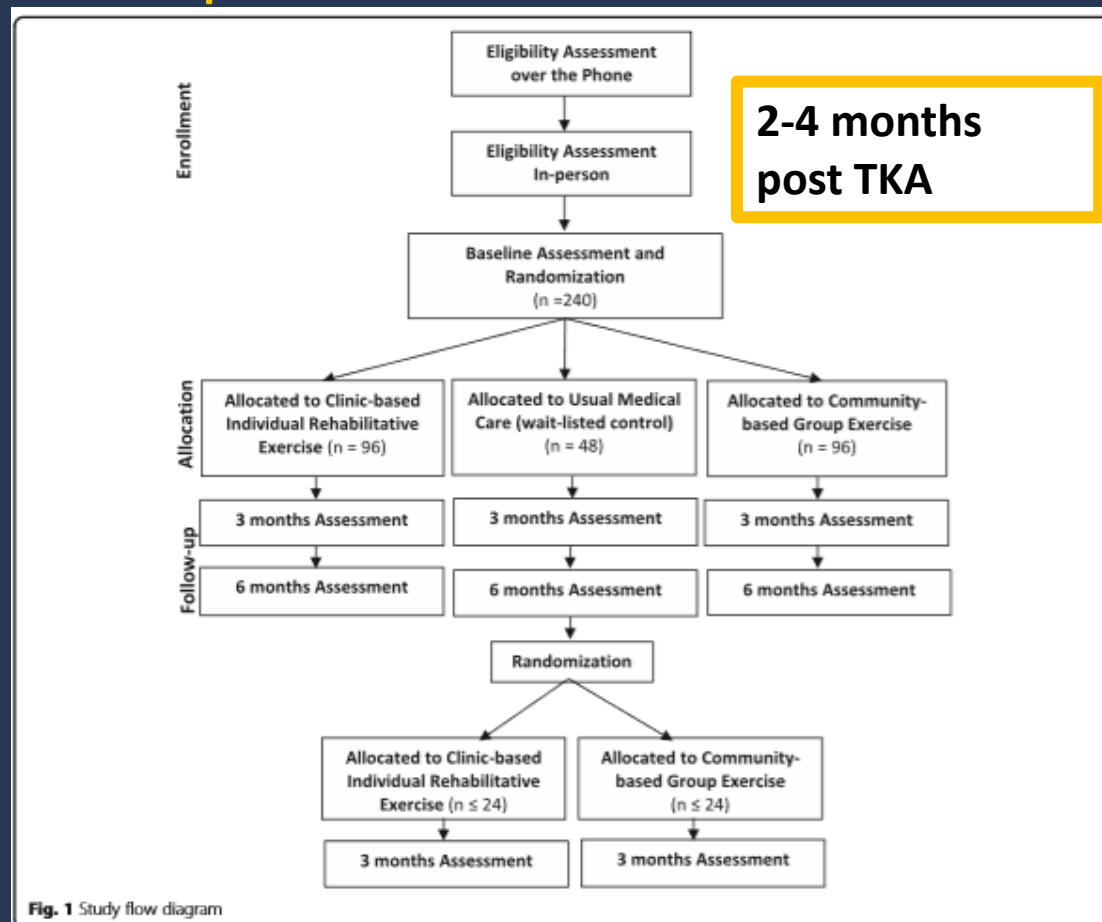 Eligibility Assessment
over the Phone
2-4 months
post TKA
Enrollment
Eligibility Assessment
In-person
Baseline Assessment and
Randomization
(n =240)
Allocation
Allocated to Clinic-based
Individual Rehabilitative
Exercise (n = 96)
Allocated to Usual Medical
Care (wait-listed control)
(n = 48)
Allocated to Community-
based Group Exercise
(n = 96)
Follow-up
3 months Assessment
3 months Assessment
3 months Assessment
6 months Assessment
6 months Assessment
6 months Assessment
Randomization
Allocated to Clinic-based
Individual Rehabilitative
Exercise (n ≤ 24)
Allocated to Community-
based Group Exercise
(n ≤ 24)
3 months Assessment
3 months Assessment
Fig. 1 Study flow diagram